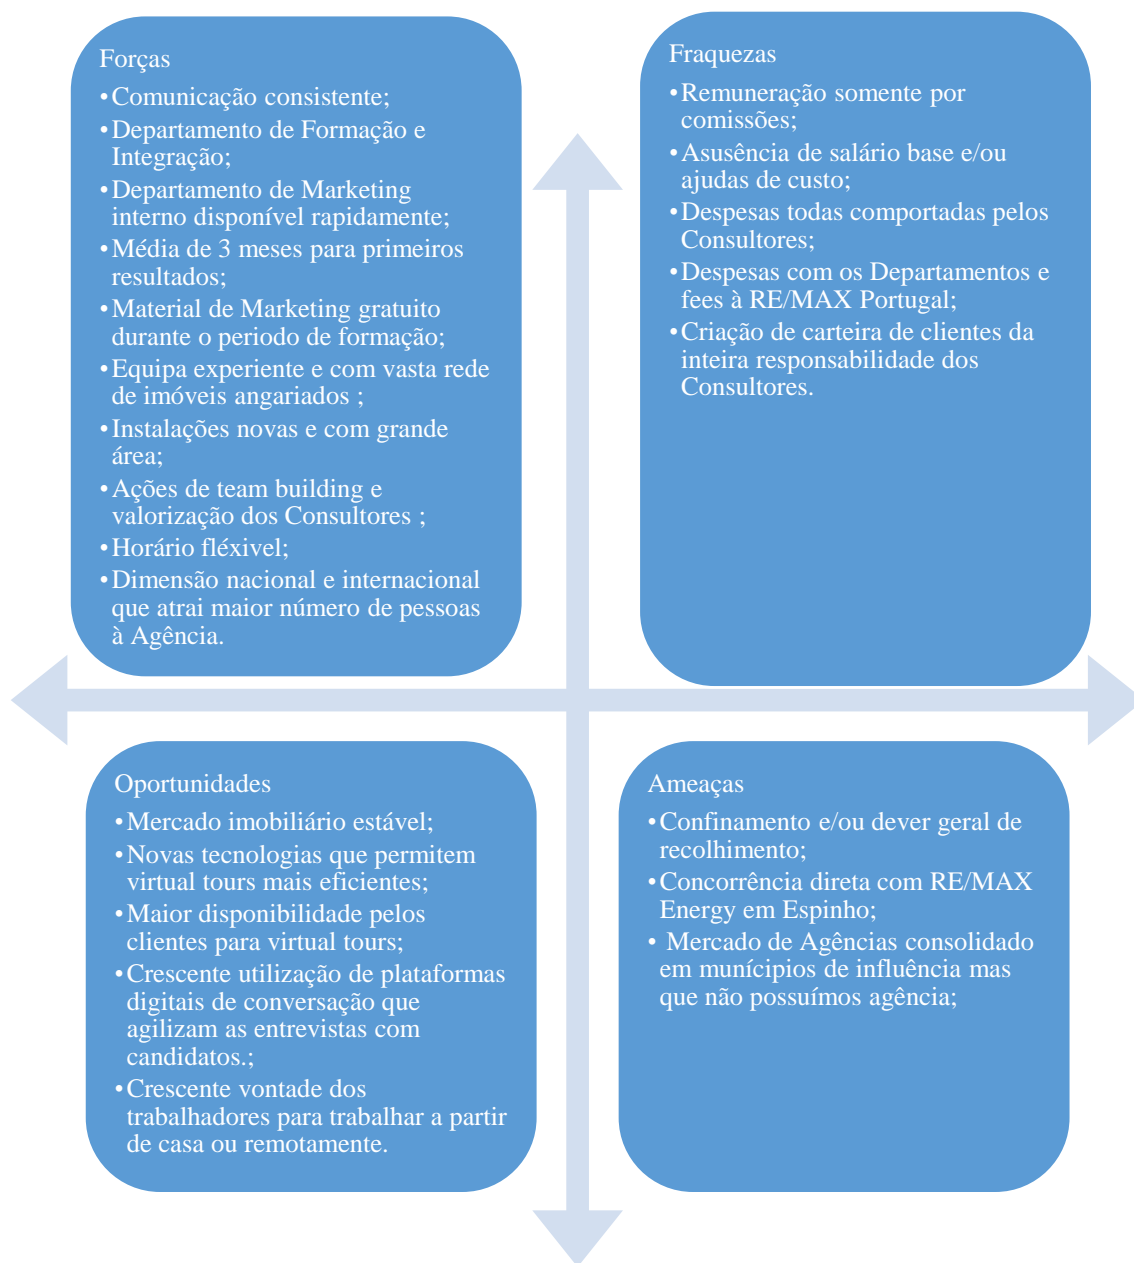 Forças
•Comunicação consistente;
•Departamento de Formação e
Integração;
•Departamento de Marketing
interno disponível rapidamente;
•Média de 3 meses para primeiros
resultados;
•Material de Marketing gratuito
durante o periodo de formação;
•Equipa experiente e com vasta rede
de imóveis angariados ;
•Instalações novas e com grande
área;
•Ações de team building e
valorização dos Consultores ;
•Horário fléxivel;
•Dimensão nacional e internacional
que atrai maior número de pessoas
à Agência.
Fraquezas
•Remuneração somente por
comissões;
•Asusência de salário base e/ou
ajudas de custo;
•Despesas todas comportadas pelos
Consultores;
•Despesas com os Departamentos e
fees à RE/MAX Portugal;
•Criação de carteira de clientes da
inteira responsabilidade dos
Consultores.
Oportunidades
•Mercado imobiliário estável;
•Novas tecnologias que permitem
virtual tours mais eficientes;
•Maior disponibilidade pelos
clientes para virtual tours;
•Crescente utilização de plataformas
digitais de conversação que
agilizam as entrevistas com
candidatos.;
•Crescente vontade dos
trabalhadores para trabalhar a partir
de casa ou remotamente.
Ameaças
•Confinamento e/ou dever geral de
recolhimento;
•Concorrência direta com RE/MAX
Energy em Espinho;
• Mercado de Agências consolidado
em munícipios de influência mas
que não possuímos agência;